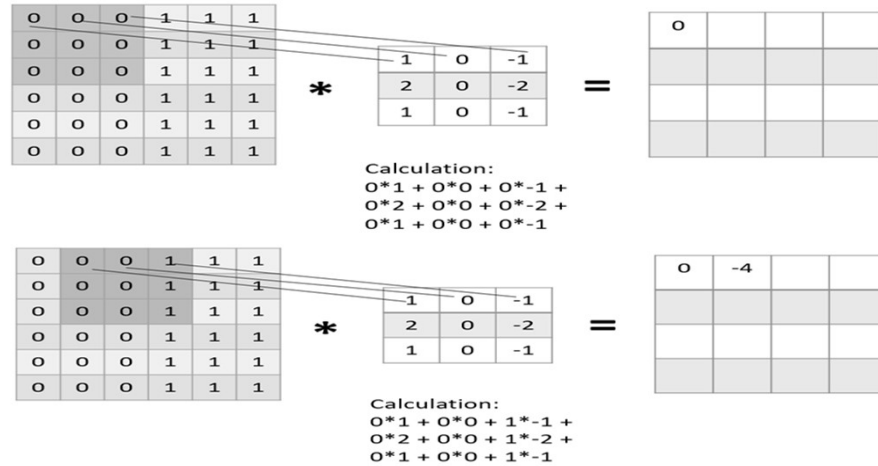 0 0 0 1 1 1
0 0 0 1 1 1
0 0 0 1 1 1
0 0 0 1 1 1
0 0 0 1 1 1
0 0 0 1 1 1
*
1 0 -1
2 0 -2
1 0 -1
=
0
Calculation:
0*1 + 0*0 + 0*-1 +
0*2 + 0*0 + 0*-2 +
0*1 + 0*0 + 0*-1
0 0 0 1 1 1
0 0 0 1 1 1
0 0 0 1 1 1
0 0 0 1 1 1
0 0 0 1 1 1
0 0 0 1 1 1
*
1 0 -1
2 0 -2
1 0 -1
=
0 -4
Calculation:
0*1 + 0*0 + 1*-1 +
0*2 + 0*0 + 1*-2 +
0*1 + 0*0 + 1*-1